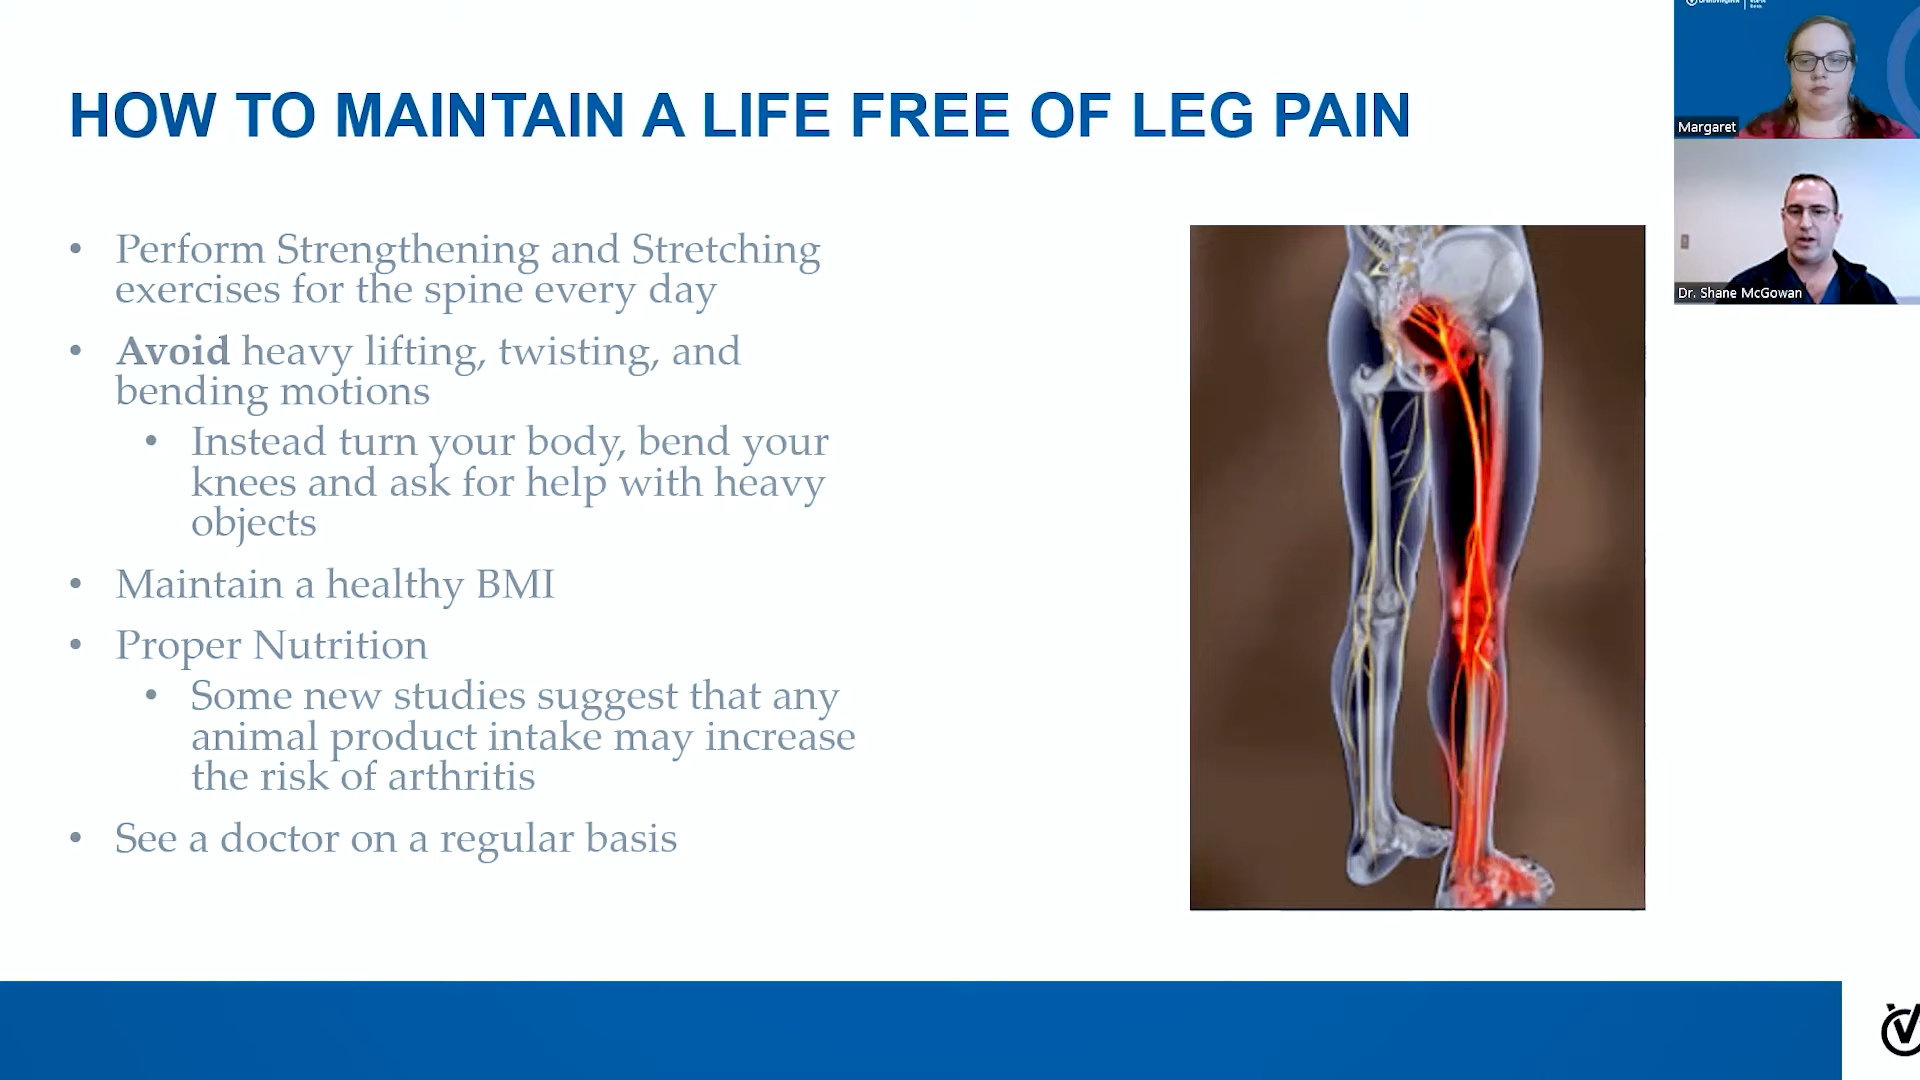 HOW TO MAINTAIN A LIFE FREE OF LEG PAIN
• Perform Strengthening and Stretching
exercises for the spine every day
• Avoid heavy lifting, twisting, and
bending motions
• Instead turn your body, bend your
knees and ask for help with heavy
objects
• Maintain a healthy BMI
• Proper Nutrition
• Some new studies suggest that any
animal product intake may increase
the risk of arthritis
• See a doctor on a regular basis
Margaret
Dr. Shane McGowan